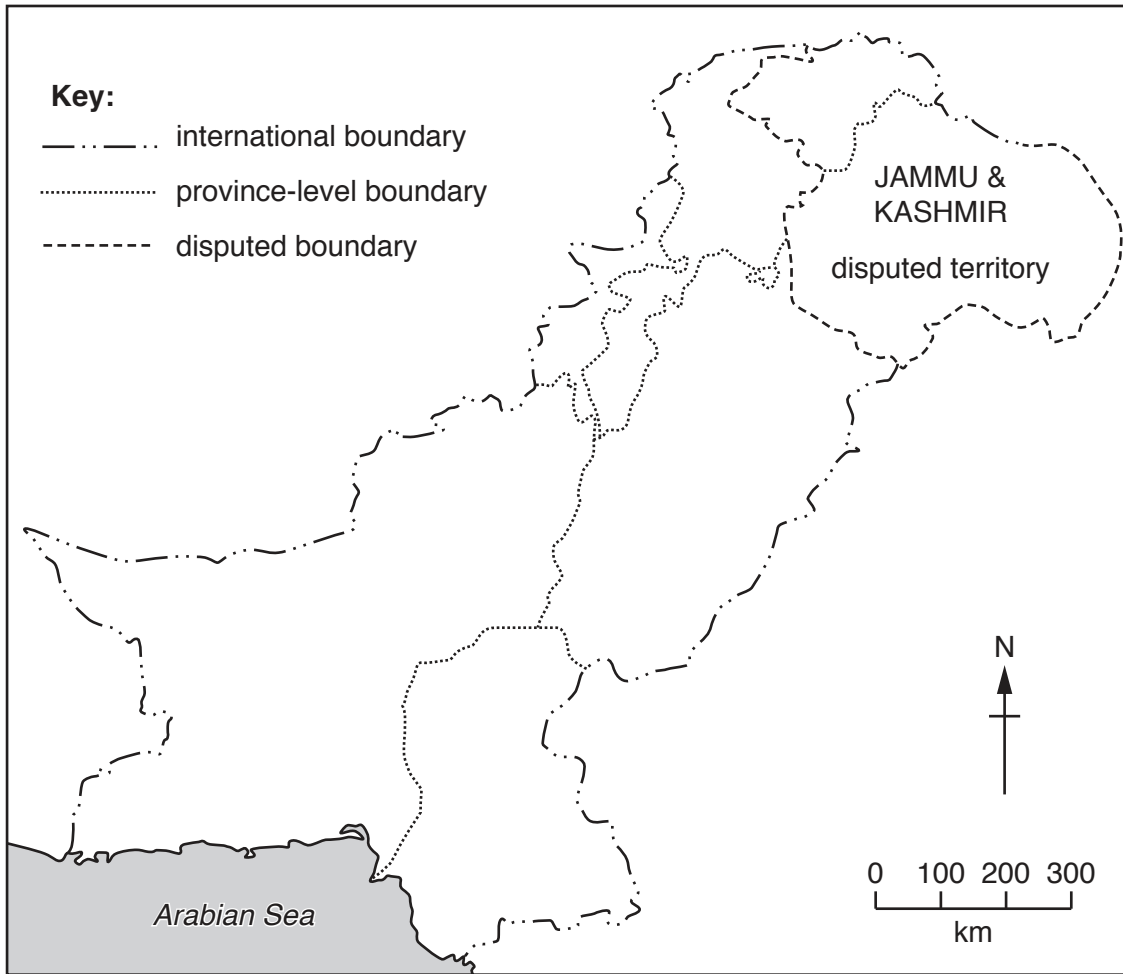 Key:
international boundary
province-level boundary
disputed boundary
JAMMU &
KASHMIR
disputed territory
N
0 100 200 300
km
Arabian Sea